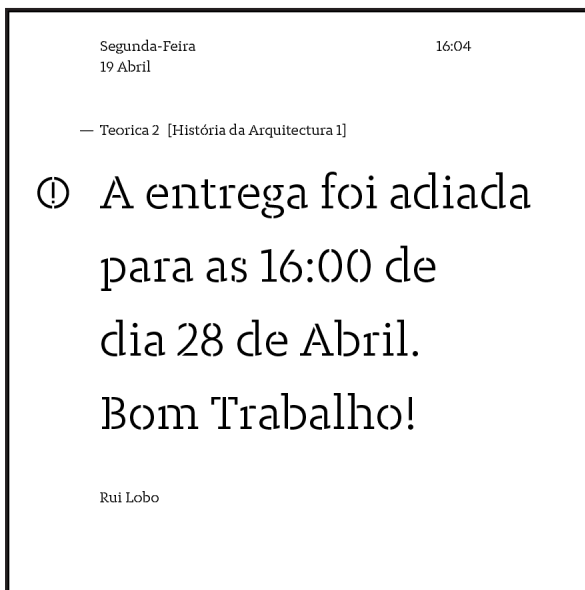 Segunda-Feira 16:04
19 Abril
— Teorica 2 [História da Arquitectura 1]
A entrega foi adiada
para as 16:00 de
dia 28 de Abril.
Bom Trabalho!
Rui Lobo